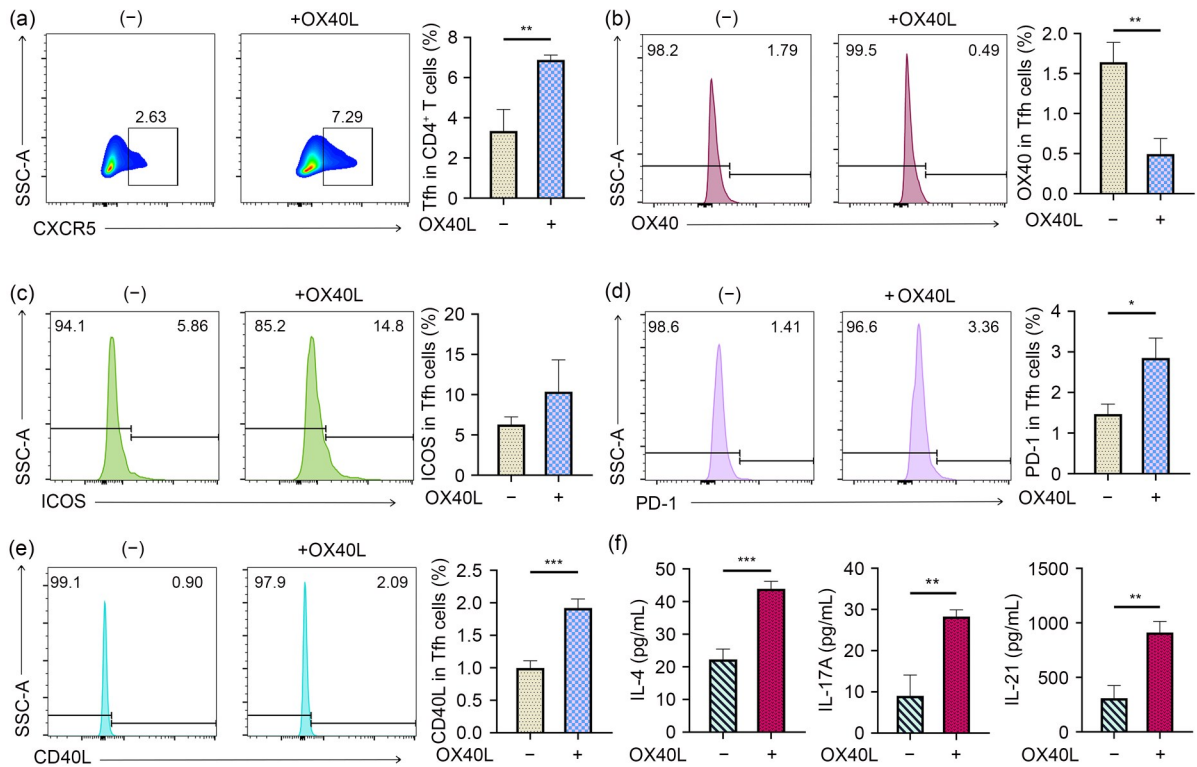 (a)
(−)
+OX40L
2.63
7.29
SSC-A
CXCR5
Tfh in CD4⁺ T cells (%)
8
6
4
2
0
**
OX40L
−
+
(b)
(−)
+OX40L
98.2
1.79
99.5
0.49
SSC-A
OX40
OX40 in Tfh cells (%)
2.0
1.5
1.0
0.5
0.0
**
OX40L
−
+
(c)
(−)
+OX40L
94.1
5.86
85.2
14.8
SSC-A
ICOS
ICOS in Tfh cells (%)
20
15
10
5
0
OX40L
−
+
(d)
(−)
+OX40L
98.6
1.41
96.6
3.36
SSC-A
PD-1
PD-1 in Tfh cells (%)
4
3
2
1
0
*
OX40L
−
+
(e)
(−)
+OX40L
99.1
0.90
97.9
2.09
SSC-A
CD40L
CD40L in Tfh cells (%)
2.5
2.0
1.5
1.0
0.5
0.0
***
OX40L
−
+
(f)
IL-4 (pg/mL)
50
40
30
20
10
0
***
OX40L
−
+
IL-17A (pg/mL)
40
30
20
10
0
**
OX40L
−
+
IL-21 (pg/mL)
1500
1000
500
0
**
OX40L
−
+